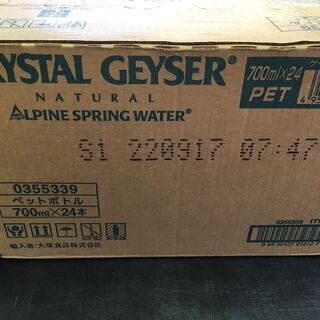 YSTAL GEYSER®
NATURAL
ALPINE SPRING WATER®
700ml×24
PET
S1 220917 07:47
0355339
ペットボトル
700ml×24本
輸入者:大塚食品株式会社
0355339